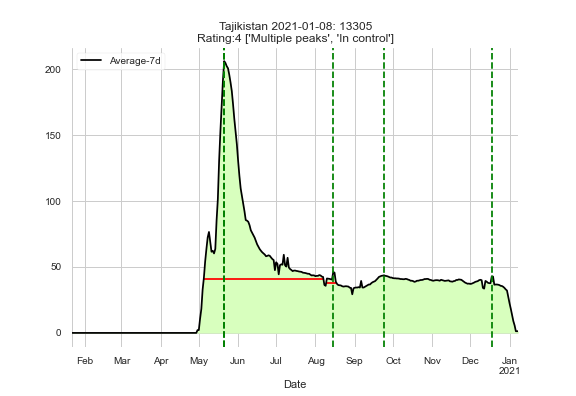 Tajikistan 2021-01-08: 13305
Rating:4 ['Multiple peaks', 'In control']
Average-7d
200
150
100
50
0
Feb Mar Apr May Jun Jul Aug Sep Oct Nov Dec Jan
2021
Date